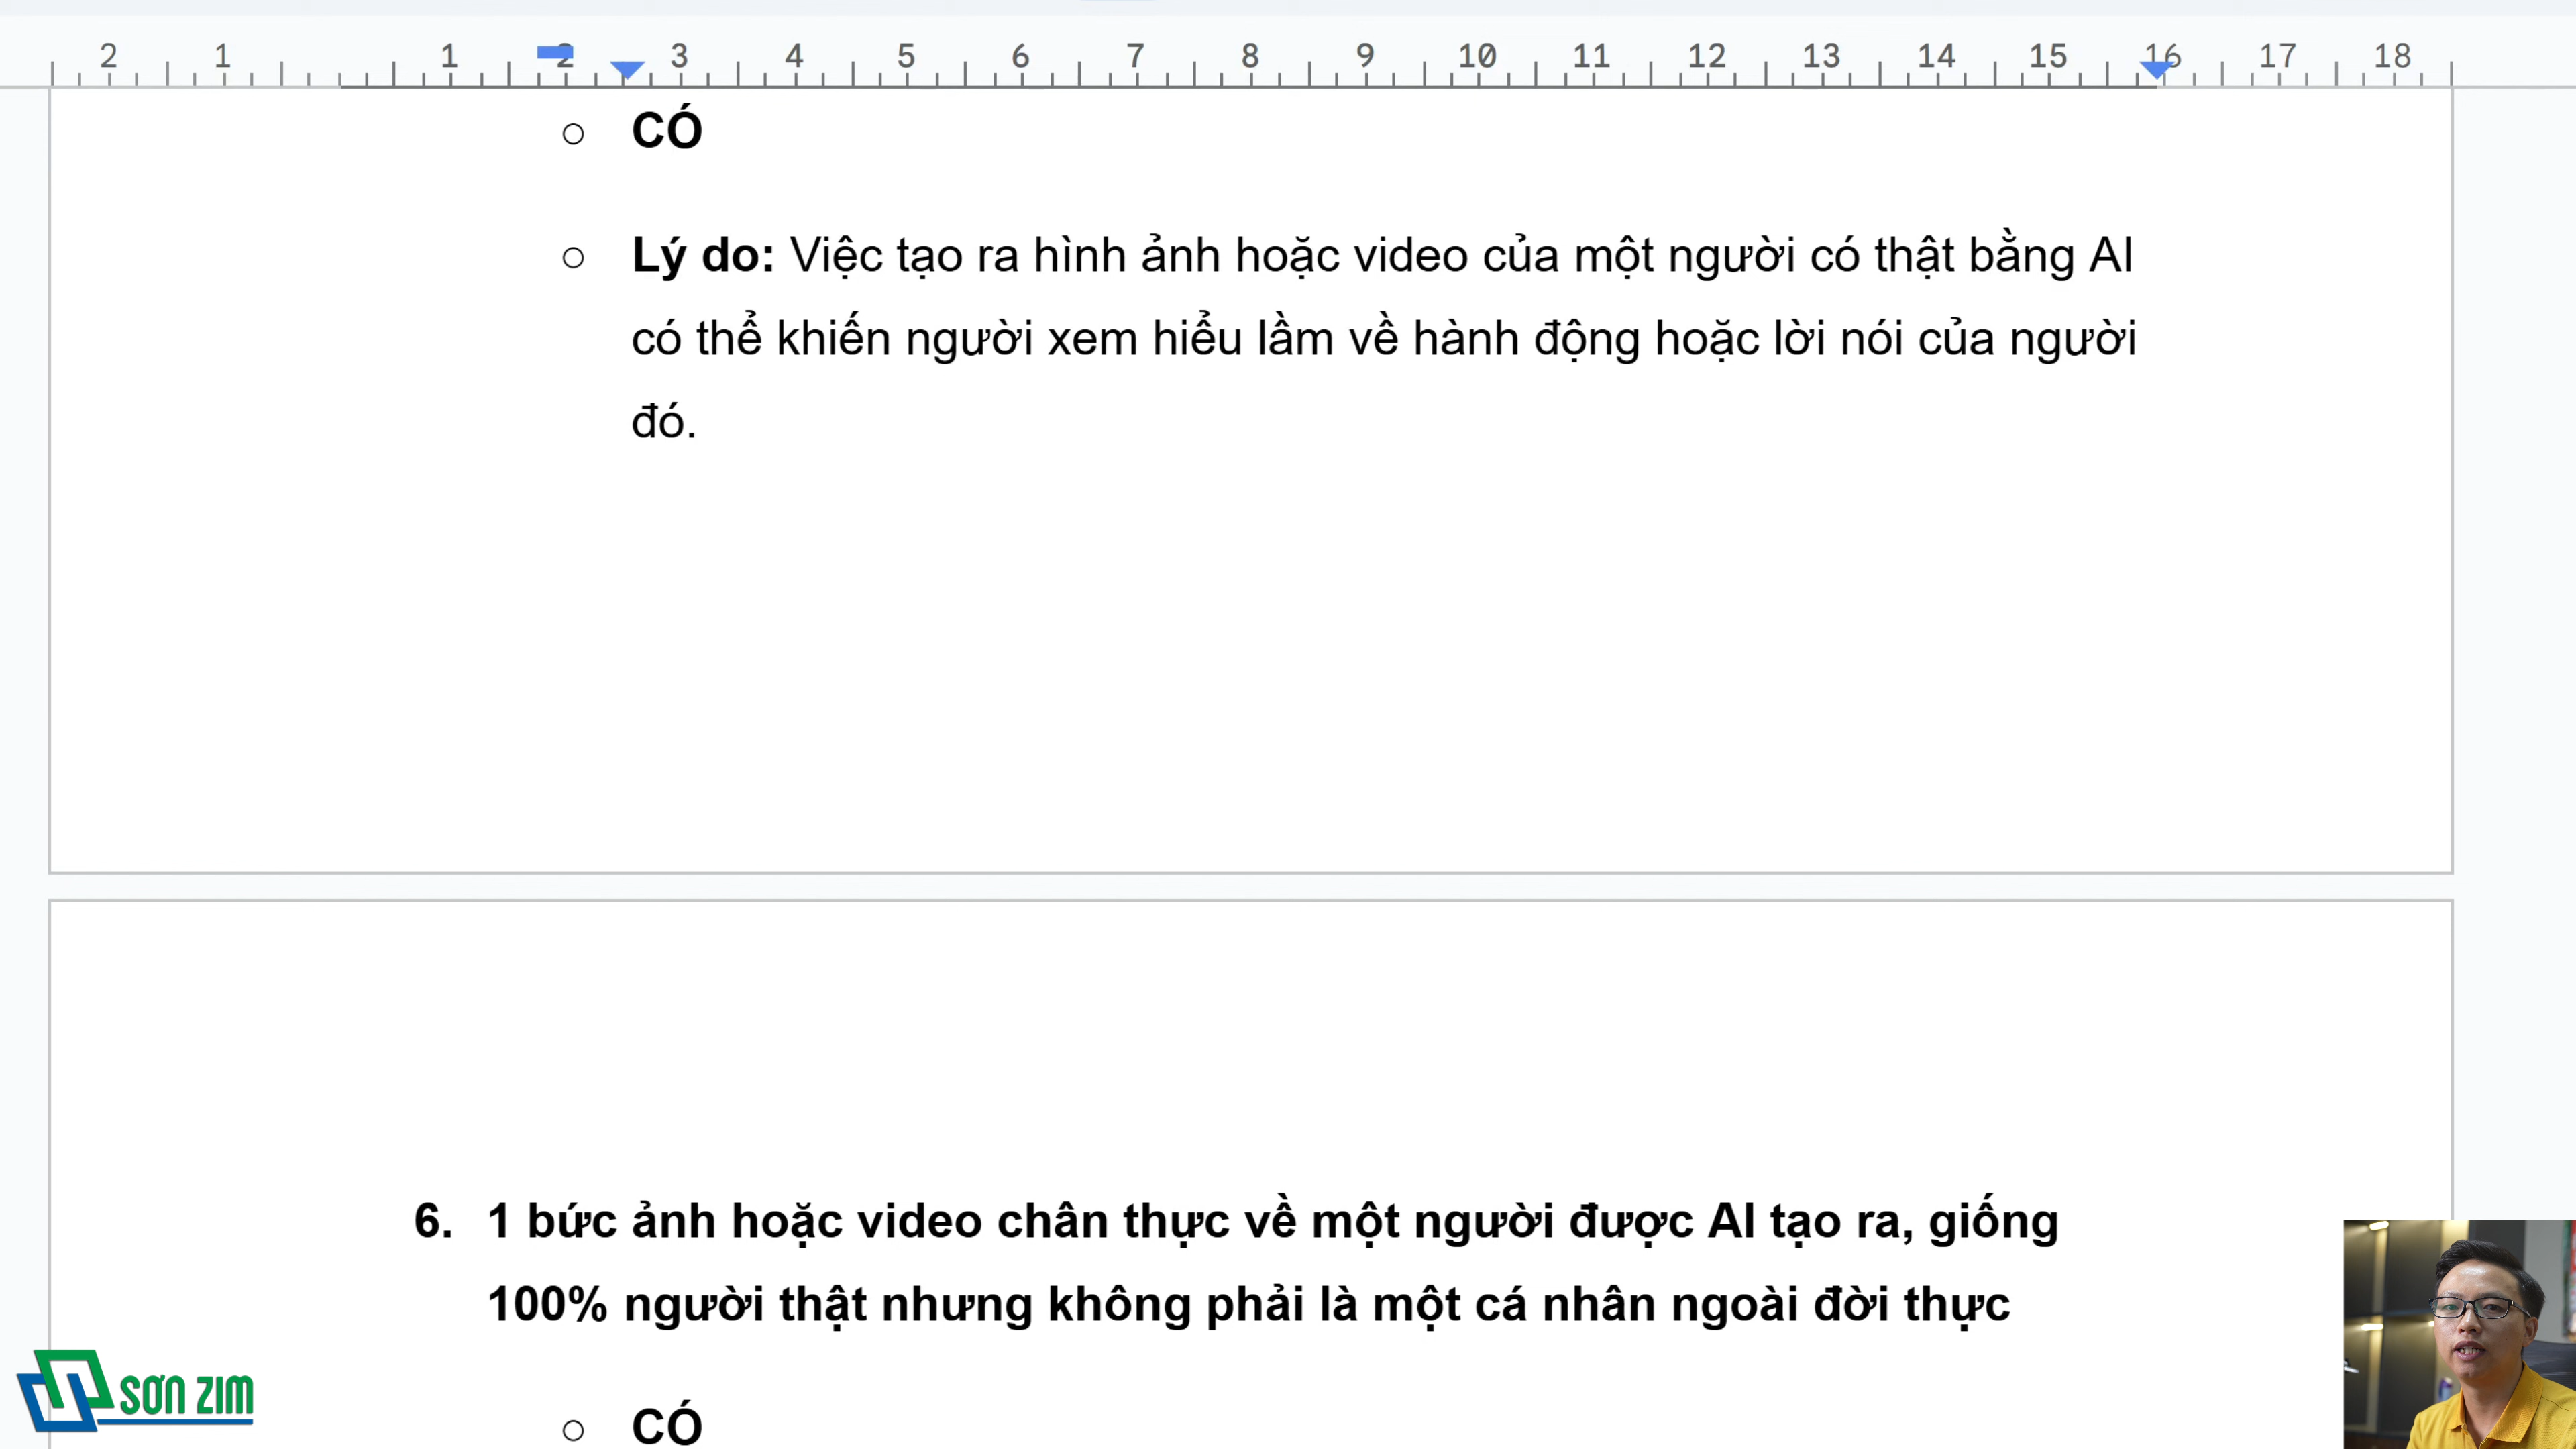 2 1 1 2 3 4 5 6 7 8 9 10 11 12 13 14 15 16 17 18
○ CÓ
○ Lý do: Việc tạo ra hình ảnh hoặc video của một người có thật bằng AI
có thể khiến người xem hiểu lầm về hành động hoặc lời nói của người
đó.
6. 1 bức ảnh hoặc video chân thực về một người được AI tạo ra, giống
100% người thật nhưng không phải là một cá nhân ngoài đời thực
○ CÓ
SƠN ZIM